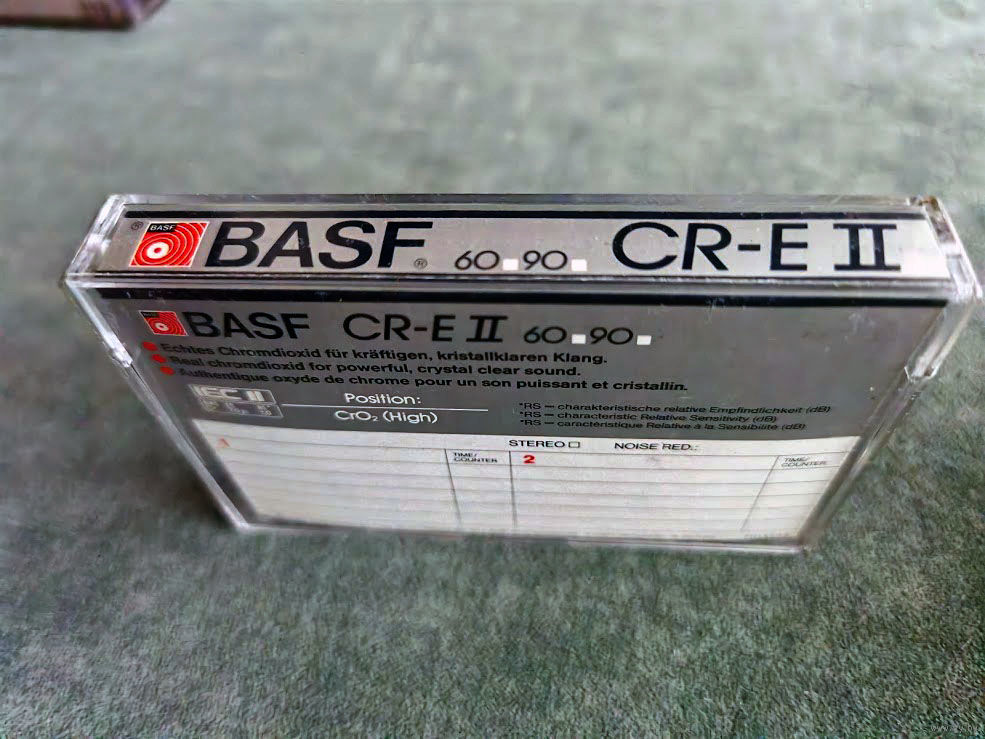 BASF
BASF® 60 90 CR-E II
BASF CR-E II 60 90
Echtes Chromdioxid für kräftigen, kristallklaren Klang.
Real chromdioxid for powerful, crystal clear sound.
Authentique oxyde de chrome pour un son puissant et cristallin.
IEC II
Position:
CrO₂ (High)
*RS = charakteristische relative Empfindlichkeit (dB)
*RS = characteristic Relative Sensitivity (dB)
*RS = caractéristique Relative à la Sensibilité (dB)
STEREO □ NOISE RED.:
1 TIME/COUNTER 2 TIME/COUNTER